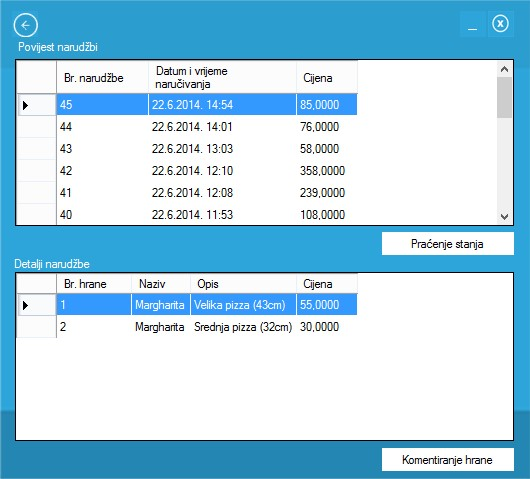 Povijest narudžbi
Br. narudžbe Datum i vrijeme naručivanja Cijena
45 22.6.2014. 14:54 85,0000
44 22.6.2014. 14:01 76,0000
43 22.6.2014. 13:03 58,0000
42 22.6.2014. 12:10 358,0000
41 22.6.2014. 12:08 239,0000
40 22.6.2014. 11:53 108,0000
Praćenje stanja
Detalji narudžbe
Br. hrane Naziv Opis Cijena
1 Margharita Velika pizza (43cm) 55,0000
2 Margharita Srednja pizza (32cm) 30,0000
Komentiranje hrane